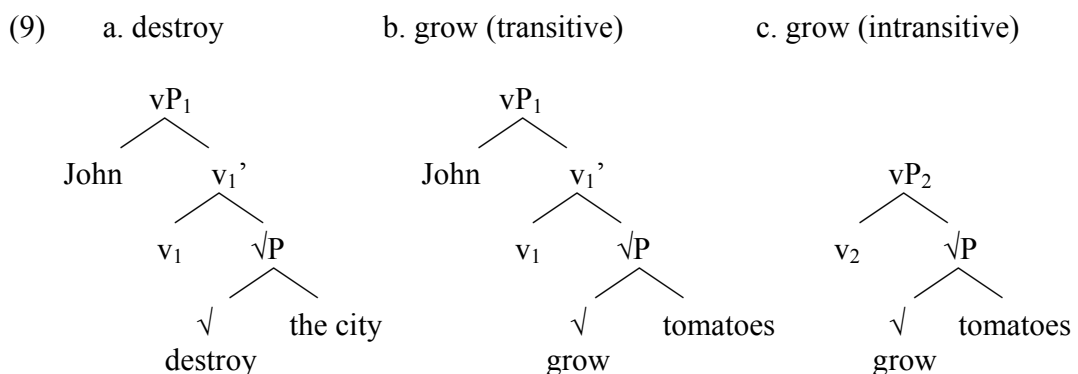 (9) a. destroy b. grow (transitive) c. grow (intransitive)
vP₁ vP₁
John v₁’ John v₁’ vP₂
v₁ √P v₁ √P v₂ √P
√ the city √ tomatoes √ tomatoes
destroy grow grow